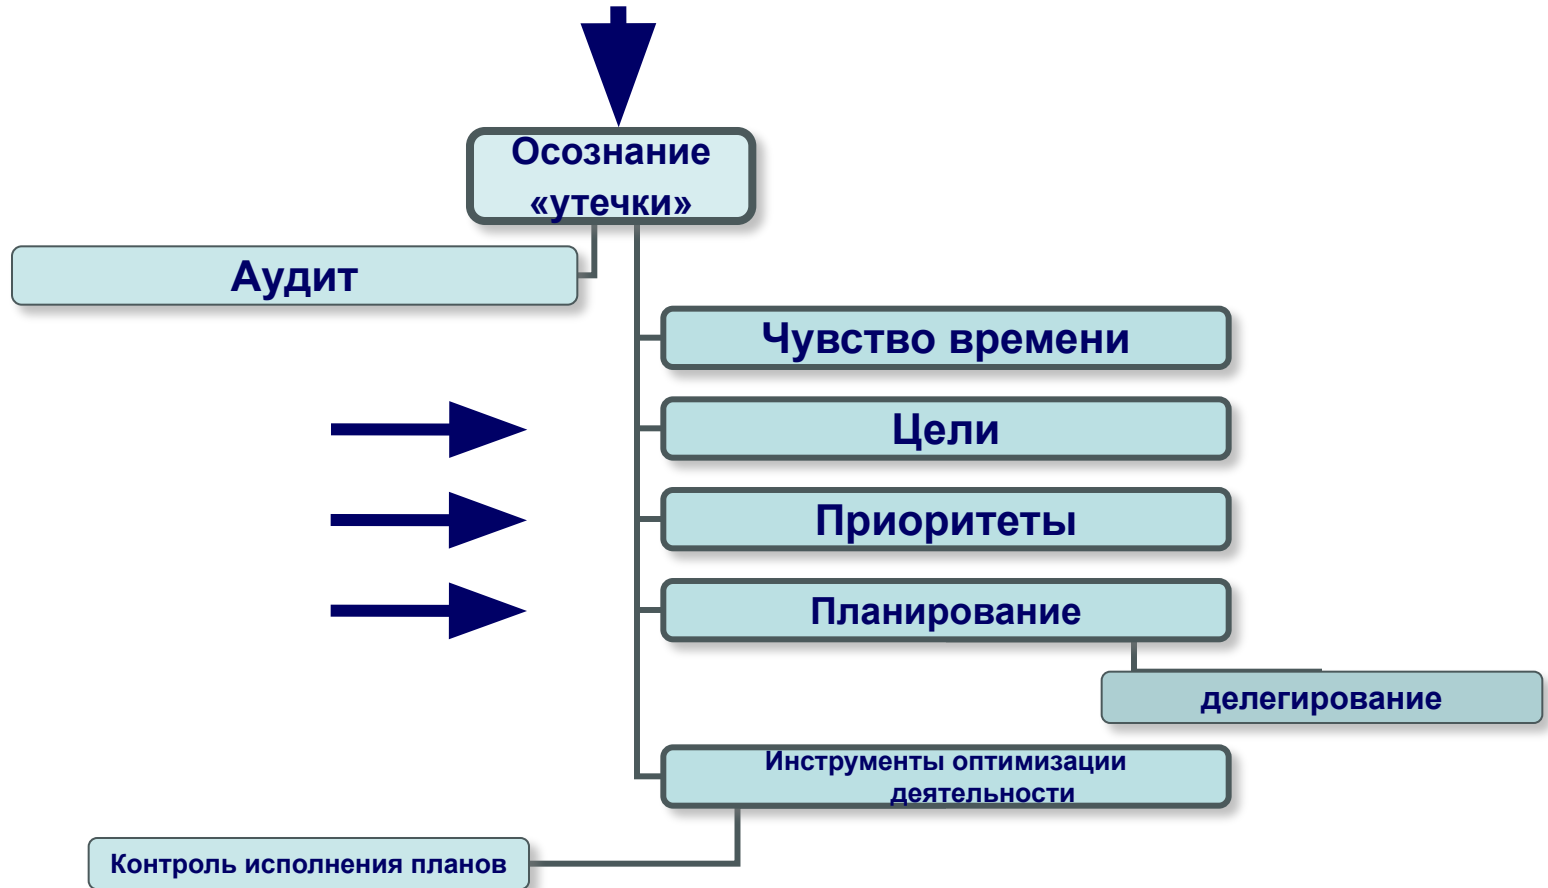 Осознание
«утечки»
Аудит
Чувство времени
Цели
Приоритеты
Планирование
делегирование
Инструменты оптимизации
деятельности
Контроль исполнения планов